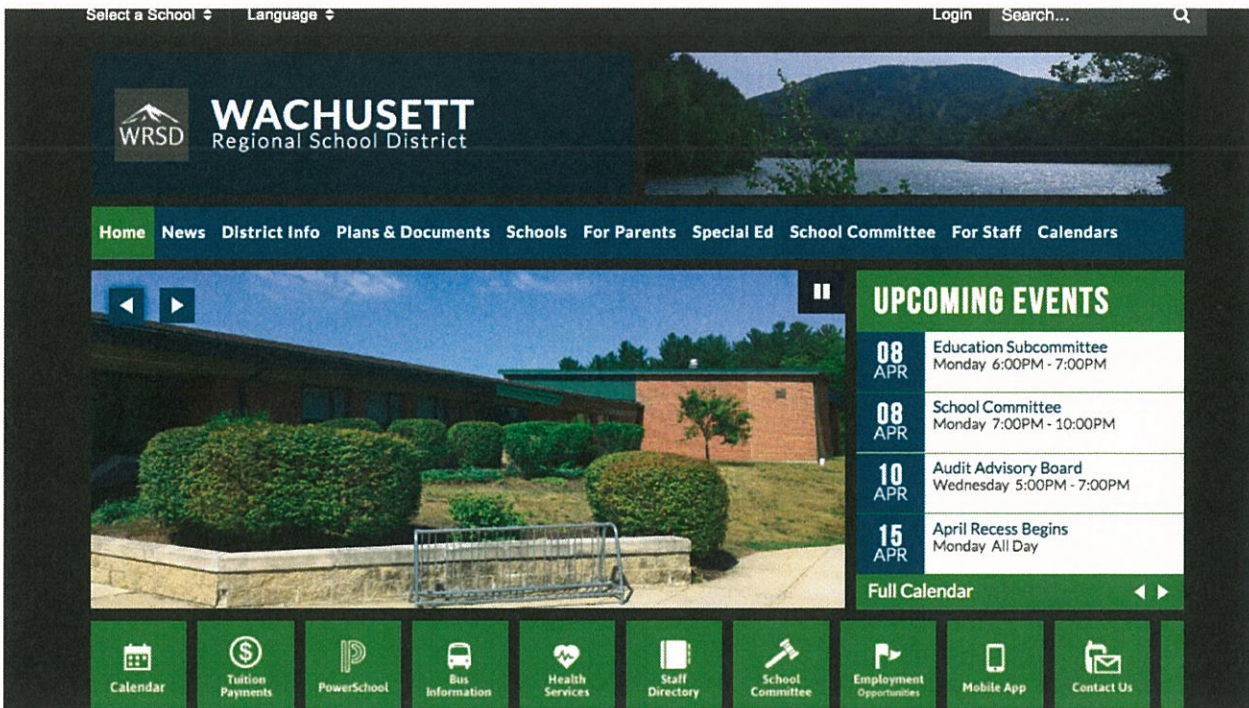 Select a School
Language
Login
Search...
WRSD
WACHUSETT
Regional School District
Home News District Info Plans & Documents Schools For Parents Special Ed School Committee For Staff Calendars
UPCOMING EVENTS
08
APR
Education Subcommittee
Monday 6:00PM - 7:00PM
08
APR
School Committee
Monday 7:00PM - 10:00PM
10
APR
Audit Advisory Board
Wednesday 5:00PM - 7:00PM
15
APR
April Recess Begins
Monday All Day
Full Calendar
Calendar
Tuition
Payments
PowerSchool
Bus
Information
Health
Services
Staff
Directory
School
Committee
Employment
Opportunities
Mobile App
Contact Us